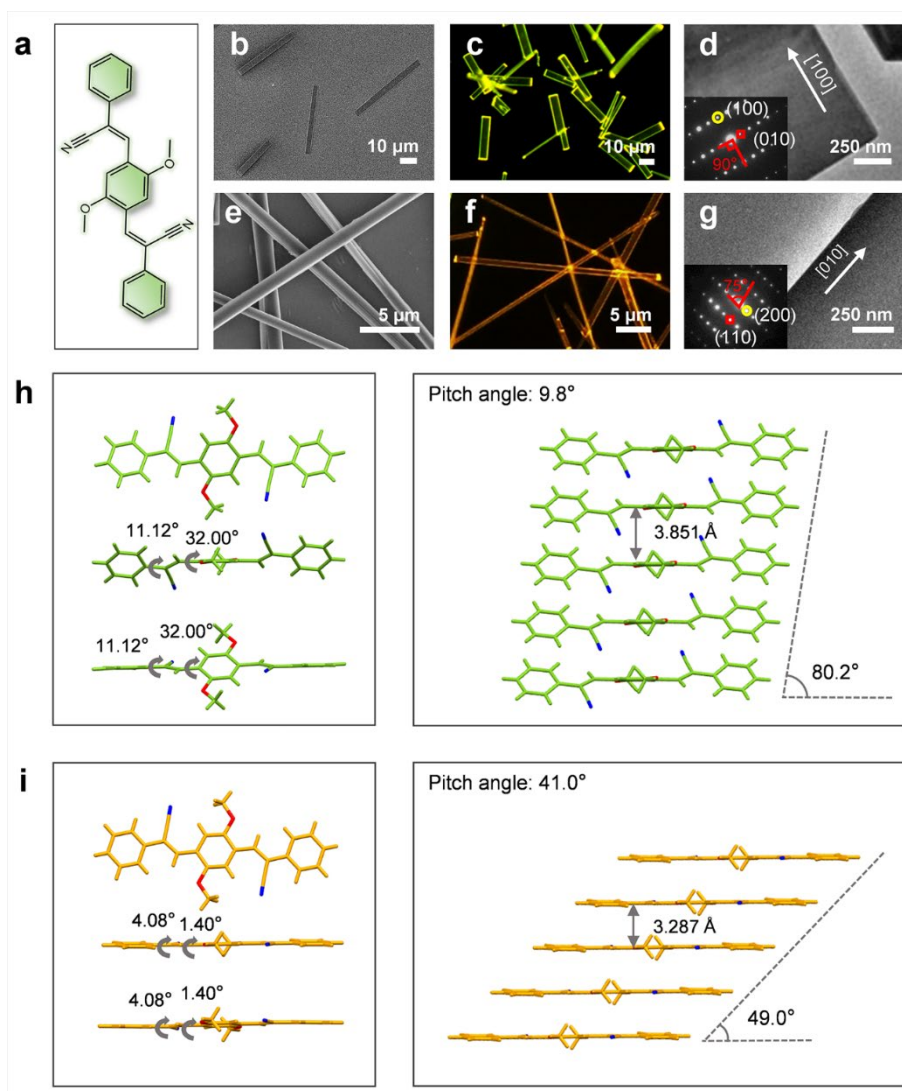 a
N
O
O
N
b
10 µm
c
10 µm
d
[100]
(100)
(010)
90°
250 nm
e
5 µm
f
5 µm
g
[010]
75°
(200)
(110)
250 nm
h
11.12°
32.00°
11.12°
32.00°
Pitch angle: 9.8°
3.851 Å
80.2°
i
4.08°
1.40°
4.08°
1.40°
Pitch angle: 41.0°
3.287 Å
49.0°